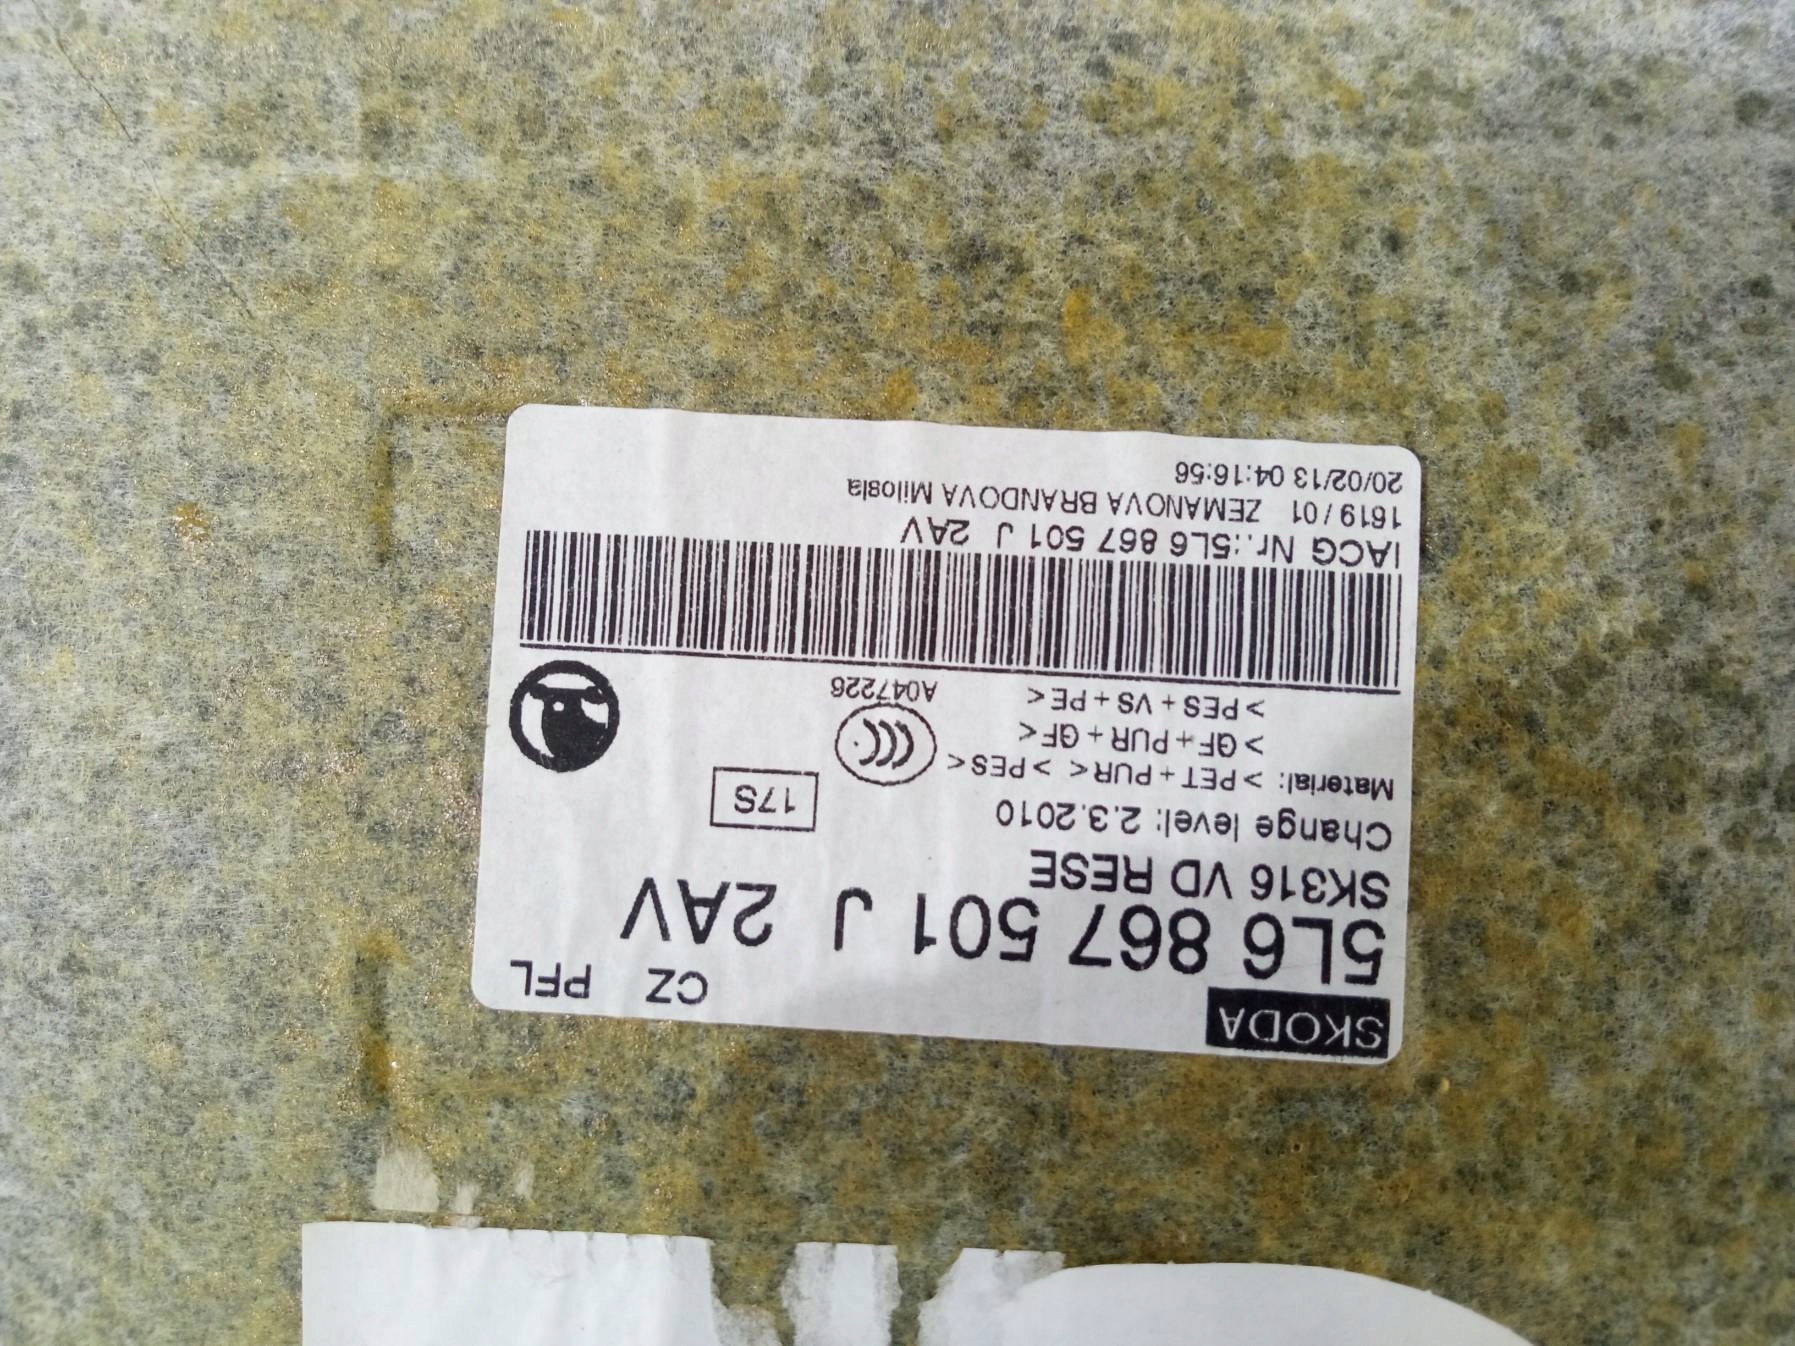 SKODA
CZ PFL
5L6 867 501 J 2AV
SK316 VD RESE
Change level: 2.3.2010
17S
Material: >PET+PUR< >PES<
>GF+PUR+GF<
>PES+VS+PE<
A047226
IACG Nr.:5L6 867 501 J 2AV
1619/01 ZEMANOVA BRANDOVA Milosla
20/02/13 04:16:56